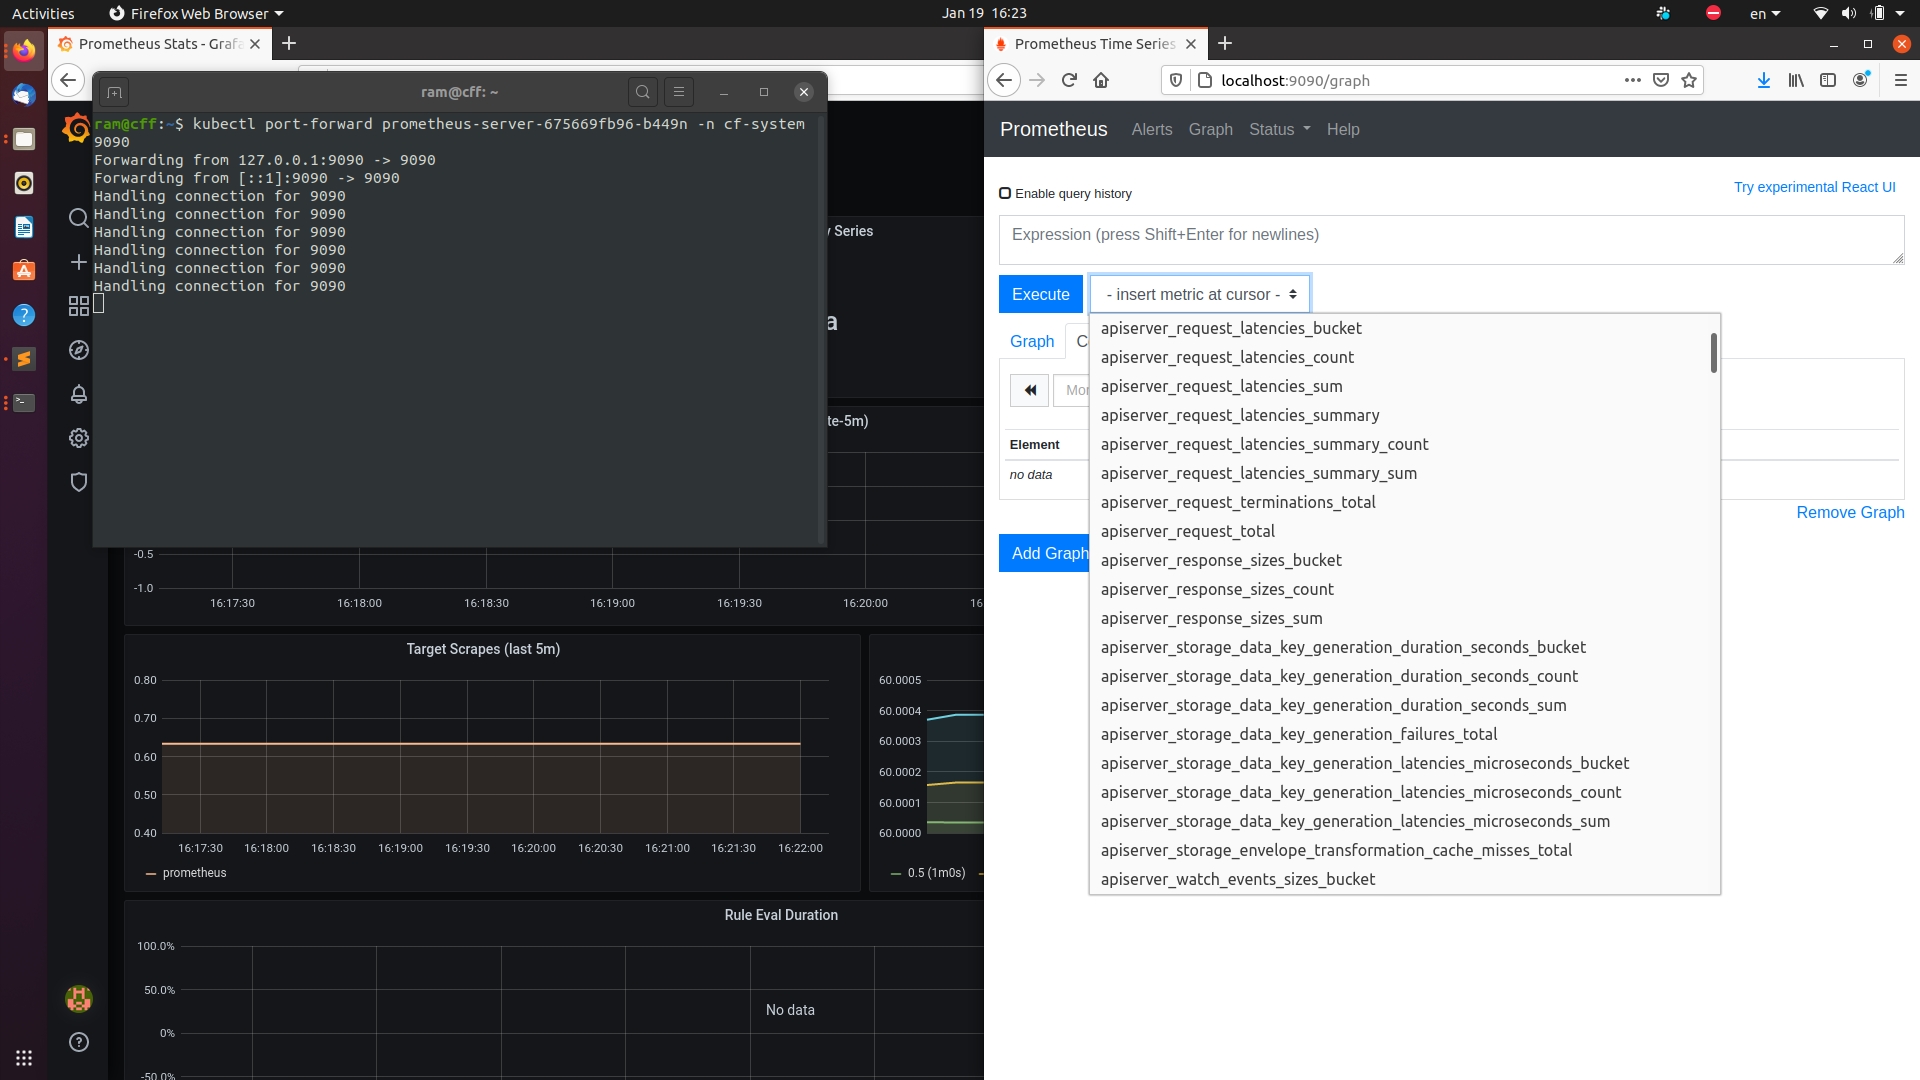 Activities
Firefox Web Browser
Jan 19 16:23
en
Prometheus Stats - Grafa
Prometheus Time Series
localhost:9090/graph
ram@cff: ~
ram@cff:~$ kubectl port-forward prometheus-server-675669fb96-b449n -n cf-system
9090
Forwarding from 127.0.0.1:9090 -> 9090
Forwarding from [::1]:9090 -> 9090
Handling connection for 9090
Handling connection for 9090
Handling connection for 9090
Handling connection for 9090
Handling connection for 9090
Handling connection for 9090
y Series
a
te-5m)
-0.5
-1.0
16:17:30 16:18:00 16:18:30 16:19:00 16:19:30 16:20:00 16
Target Scrapes (last 5m)
0.80
0.70
0.60
0.50
0.40
16:17:30 16:18:00 16:18:30 16:19:00 16:19:30 16:20:00 16:20:30 16:21:00 16:21:30 16:22:00
prometheus
60.0005
60.0004
60.0003
60.0002
60.0001
60.0000
0.5 (1m0s)
Rule Eval Duration
100.0%
50.0%
0%
-50.0%
No data
Prometheus Alerts Graph Status Help
Enable query history
Try experimental React UI
Expression (press Shift+Enter for newlines)
Execute
- insert metric at cursor -
Graph
C
Mor
Element
no data
Remove Graph
Add Graph
apiserver_request_latencies_bucket
apiserver_request_latencies_count
apiserver_request_latencies_sum
apiserver_request_latencies_summary
apiserver_request_latencies_summary_count
apiserver_request_latencies_summary_sum
apiserver_request_terminations_total
apiserver_request_total
apiserver_response_sizes_bucket
apiserver_response_sizes_count
apiserver_response_sizes_sum
apiserver_storage_data_key_generation_duration_seconds_bucket
apiserver_storage_data_key_generation_duration_seconds_count
apiserver_storage_data_key_generation_duration_seconds_sum
apiserver_storage_data_key_generation_failures_total
apiserver_storage_data_key_generation_latencies_microseconds_bucket
apiserver_storage_data_key_generation_latencies_microseconds_count
apiserver_storage_data_key_generation_latencies_microseconds_sum
apiserver_storage_envelope_transformation_cache_misses_total
apiserver_watch_events_sizes_bucket